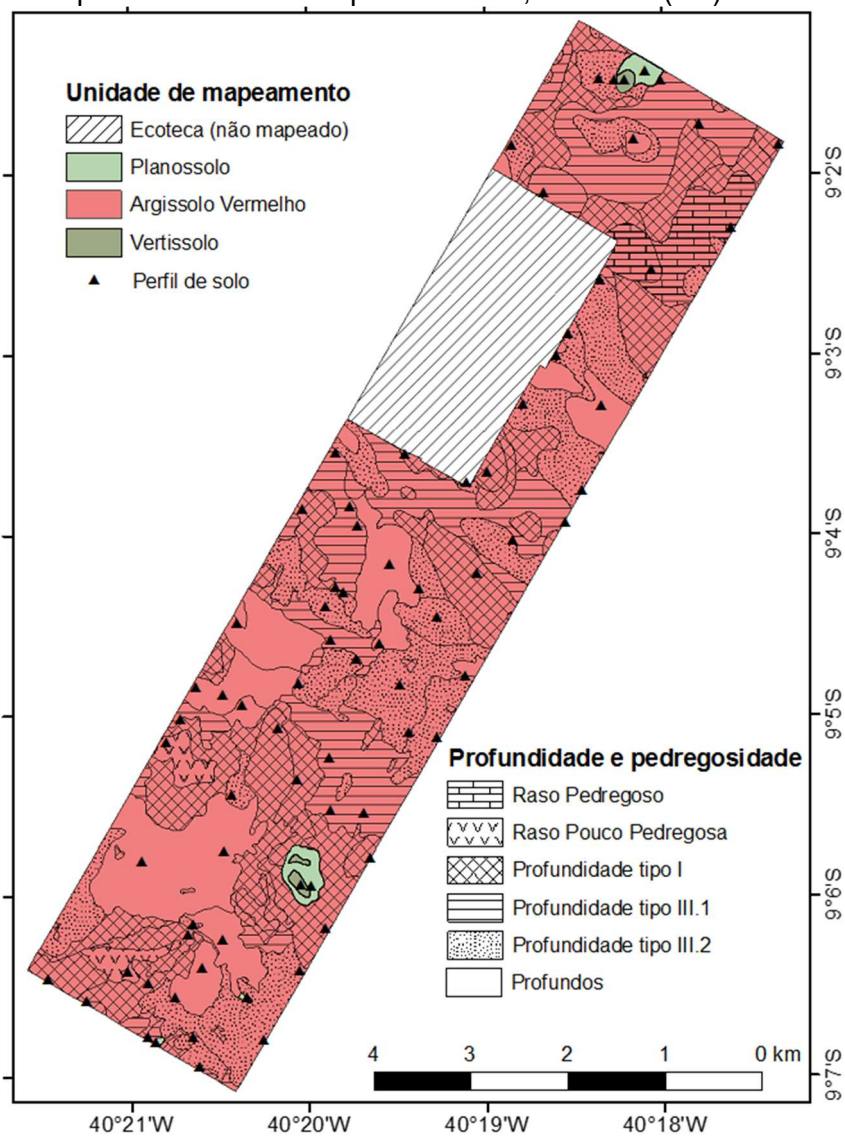 Unidade de mapeamento
Ecoteca (não mapeado)
Planossolo
Argissolo Vermelho
Vertissolo
Perfil de solo
9°2'S
9°3'S
9°4'S
9°5'S
9°6'S
9°7'S
Profundidade e pedregosidade
Raso Pedregoso
Raso Pouco Pedregosa
Profundidade tipo I
Profundidade tipo III.1
Profundidade tipo III.2
Profundos
4 3 2 1 0 km
40°21'W 40°20'W 40°19'W 40°18'W